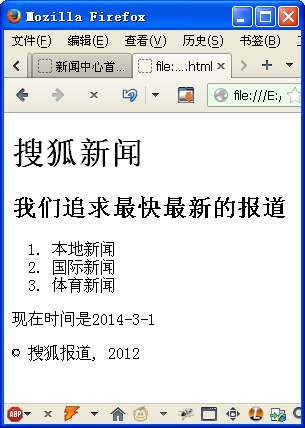 Mozilla Firefox
文件(F) 编辑(E) 查看(V) 历史(S) 书签(B)
新闻中心首... file:....html
file:///E:
搜狐新闻
我们追求最快最新的报道
1. 本地新闻
2. 国际新闻
3. 体育新闻
现在时间是2014-3-1
© 搜狐报道, 2012
ABP